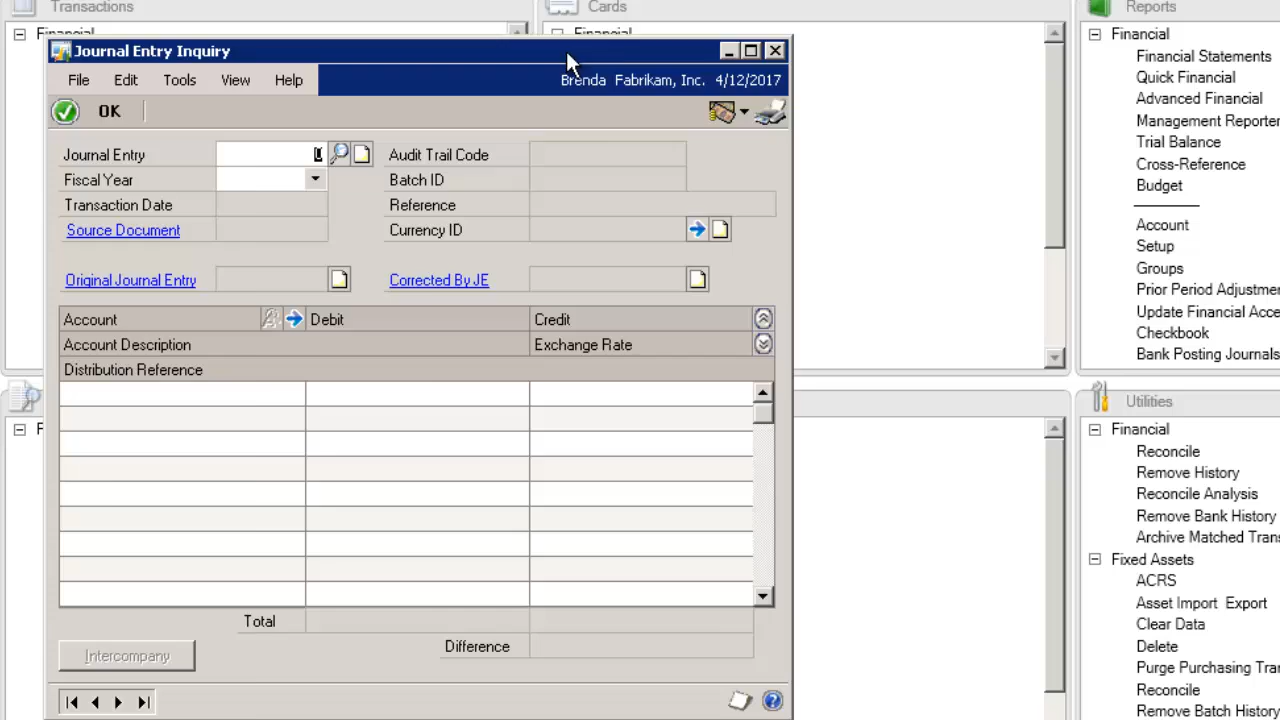 Transactions
Cards
Reports
Financial
Financial
Financial
Financial Statements
Quick Financial
Advanced Financial
Management Reporter
Trial Balance
Cross-Reference
Budget
Account
Setup
Groups
Prior Period Adjustmen
Update Financial Acce
Checkbook
Bank Posting Journals
Journal Entry Inquiry
File Edit Tools View Help
Brenda Fabrikam, Inc. 4/12/2017
OK
Journal Entry 0 Audit Trail Code
Fiscal Year Batch ID
Transaction Date Reference
Source Document Currency ID
Original Journal Entry Corrected By JE
Account Debit Credit
Account Description Exchange Rate
Distribution Reference
Total
Difference
Intercompany
F
Utilities
Financial
Reconcile
Remove History
Reconcile Analysis
Remove Bank History
Archive Matched Trans
Fixed Assets
ACRS
Asset Import Export
Clear Data
Delete
Purge Purchasing Tra
Reconcile
Remove Batch History